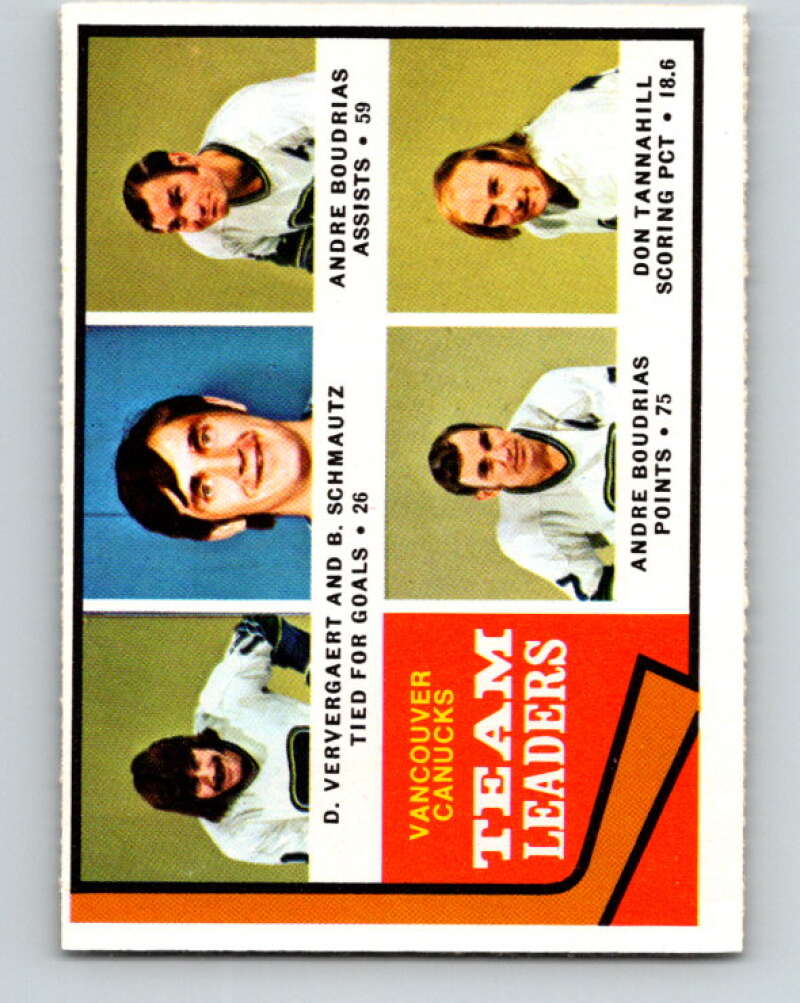 D. VERVERGAERT AND B. SCHMAUTZ
TIED FOR GOALS • 26
ANDRE BOUDRIAS
ASSISTS • 59
VANCOUVER
CANUCKS
TEAM
LEADERS
ANDRE BOUDRIAS
POINTS • 75
DON TANNAHILL
SCORING PCT • 18.6